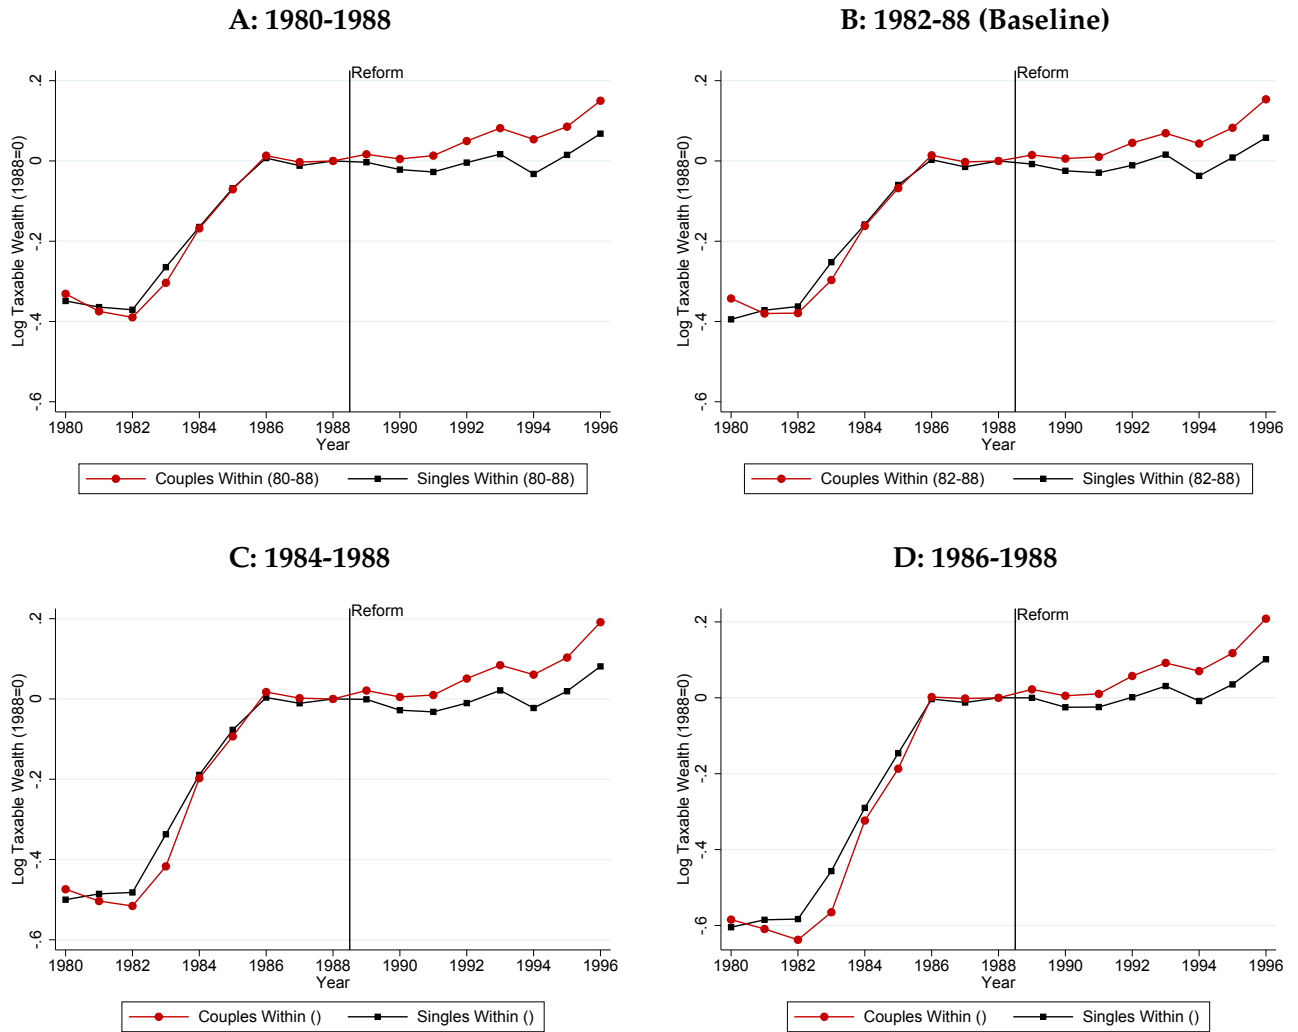 A: 1980-1988
Reform
Log Taxable Wealth (1988=0)
.2
0
-.2
-.4
-.6
1980 1982 1984 1986 1988 1990 1992 1994 1996
Year
Couples Within (80-88) Singles Within (80-88)
B: 1982-88 (Baseline)
Reform
Log Taxable Wealth (1988=0)
.2
0
-.2
-.4
-.6
1980 1982 1984 1986 1988 1990 1992 1994 1996
Year
Couples Within (82-88) Singles Within (82-88)
C: 1984-1988
Reform
Log Taxable Wealth (1988=0)
.2
0
-.2
-.4
-.6
1980 1982 1984 1986 1988 1990 1992 1994 1996
Year
Couples Within () Singles Within ()
D: 1986-1988
Reform
Log Taxable Wealth (1988=0)
.2
0
-.2
-.4
-.6
1980 1982 1984 1986 1988 1990 1992 1994 1996
Year
Couples Within () Singles Within ()